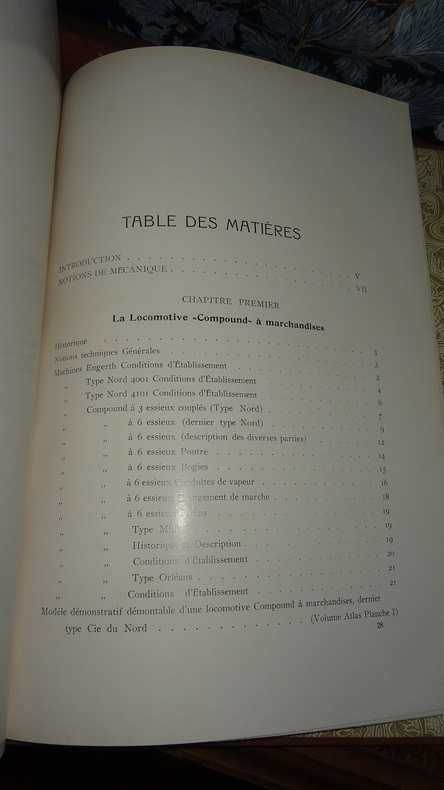 TABLE DES MATIÈRES
INTRODUCTION . . . . . . . . . . . . . . . . V
NOTIONS DE MÉCANIQUE . . . . . . . . . . . . . VII
CHAPITRE PREMIER
La Locomotive «Compound» à marchandises
Historique . . . . . . . . . . . . . . . . 3
Notions techniques Générales . . . . . . . . . . . 3
Machines Engerth Conditions d'Établissement . . . . . . . 3
„ Type Nord 4001 Conditions d'Établissement . . . . . . 4
„ Type Nord 4101 Conditions d'Établissement . . . . . . 6
„ Compound à 3 essieux couplés (Type Nord) . . . . . . 7
„ „ à 6 essieux (dernier type Nord) . . . . . . 9
„ „ à 6 essieux (description des diverses parties) . . . 12
„ „ à 6 essieux Poutre . . . . . . . . . 14
„ „ à 6 essieux Bogies . . . . . . . . . 15
„ „ à 6 essieux Conduites de vapeur . . . . . . 16
„ „ à 6 essieux Changement de marche . . . . . . 18
„ „ à 6 essieux . . . . . . . . . 19
„ „ Type . . . . . . . . . 19
„ „ Historique et Description . . . . . . . 19
„ „ Conditions d'Établissement . . . . . . . 20
„ „ Type Orléans . . . . . . . . . . 21
„ „ Conditions d'Établissement . . . . . . . 21
Modèle démonstratif démontable d'une locomotive Compound à marchandises, dernier
type Cie du Nord . . . . . . . . . . . (Volume Atlas Planche I)
28